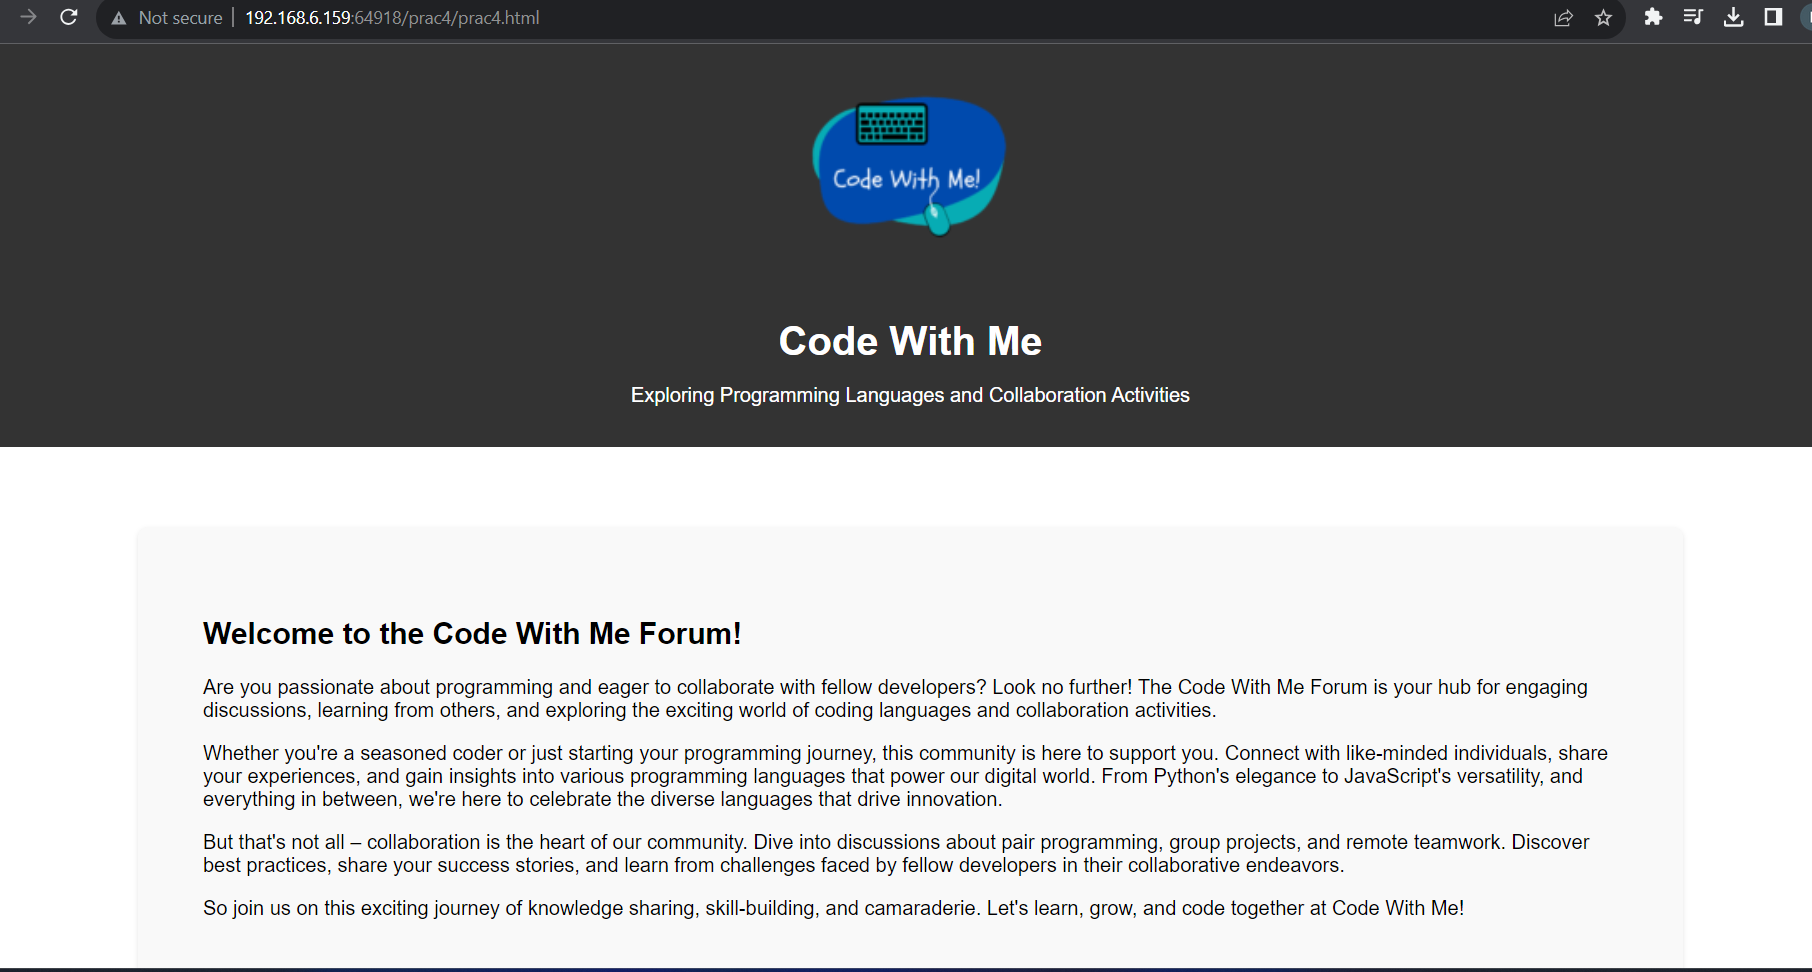 Not secure 192.168.6.159:64918/prac4/prac4.html
Code With Me!
Code With Me
Exploring Programming Languages and Collaboration Activities
Welcome to the Code With Me Forum!
Are you passionate about programming and eager to collaborate with fellow developers? Look no further! The Code With Me Forum is your hub for engaging
discussions, learning from others, and exploring the exciting world of coding languages and collaboration activities.
Whether you're a seasoned coder or just starting your programming journey, this community is here to support you. Connect with like-minded individuals, share
your experiences, and gain insights into various programming languages that power our digital world. From Python's elegance to JavaScript's versatility, and
everything in between, we're here to celebrate the diverse languages that drive innovation.
But that's not all – collaboration is the heart of our community. Dive into discussions about pair programming, group projects, and remote teamwork. Discover
best practices, share your success stories, and learn from challenges faced by fellow developers in their collaborative endeavors.
So join us on this exciting journey of knowledge sharing, skill-building, and camaraderie. Let's learn, grow, and code together at Code With Me!